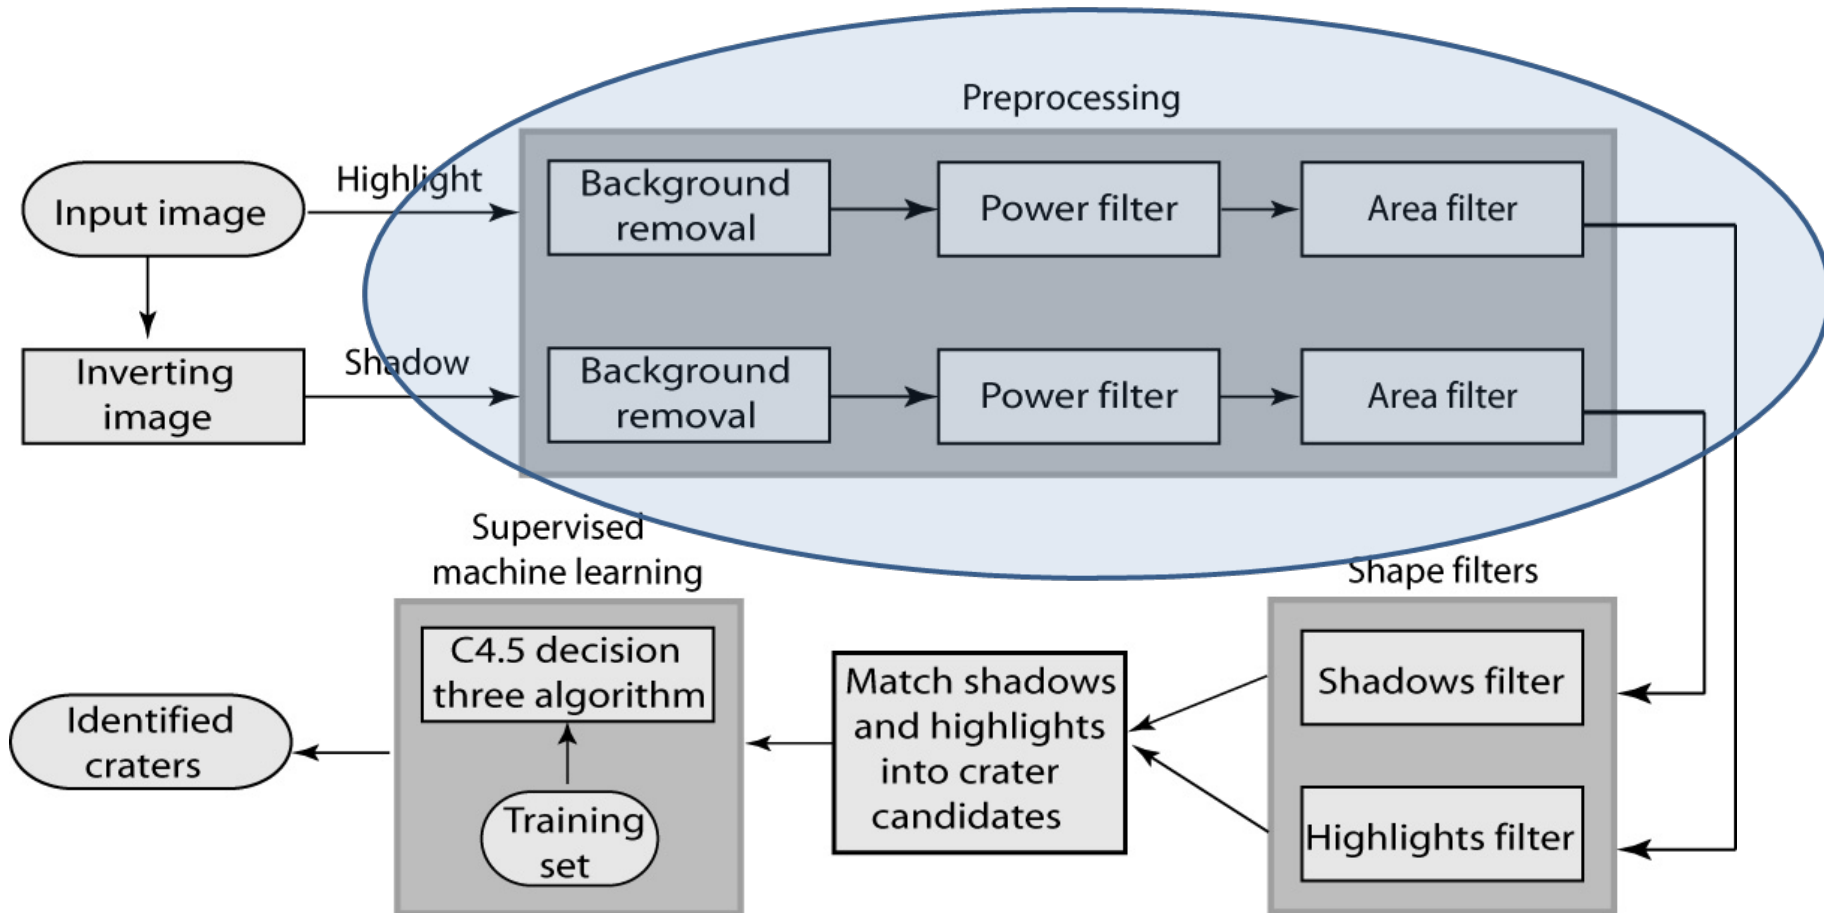 Preprocessing
Input image
Highlight
Background
removal
Power filter
Area filter
Inverting
image
Shadow
Background
removal
Power filter
Area filter
Supervised
machine learning
C4.5 decision
three algorithm
Training
set
Identified
craters
Match shadows
and highlights
into crater
candidates
Shape filters
Shadows filter
Highlights filter